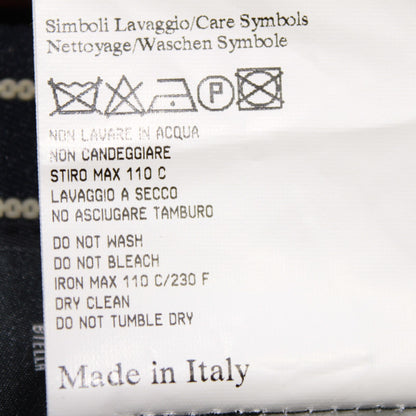 Simboli Lavaggio/Care Symbols
Nettoyage/Waschen Symbole
P
NON LAVARE IN ACQUA
NON CANDEGGIARE
STIRO MAX 110 C
LAVAGGIO A SECCO
NO ASCIUGARE TAMBURO
DO NOT WASH
DO NOT BLEACH
IRON MAX 110 C/230 F
DRY CLEAN
DO NOT TUMBLE DRY
Made in Italy